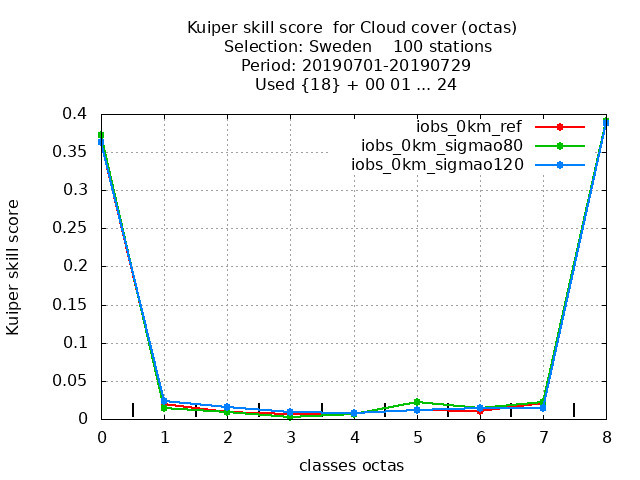 Kuiper skill score  for Cloud cover (octas)
Selection: Sweden    100 stations
Period: 20190701-20190729
Used {18} + 00 01 ... 24
iobs_0km_ref
iobs_0km_sigmao80
iobs_0km_sigmao120
Kuiper skill score
0.4
0.35
0.3
0.25
0.2
0.15
0.1
0.05
0
0 1 2 3 4 5 6 7 8
classes octas